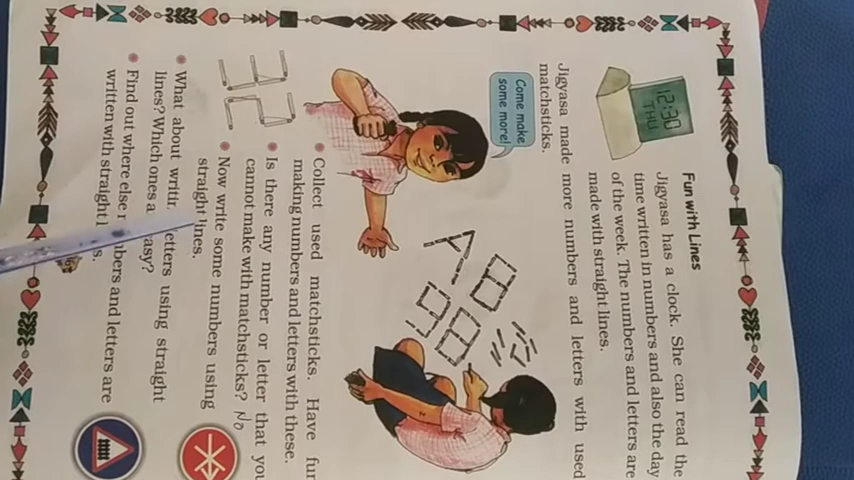 Fun with Lines
Jigyasa has a clock. She can read the
time written in numbers and also the day
of the week. The numbers and letters are
made with straight lines.
12:30
THU
Jigyasa made more numbers and letters with used
matchsticks.
Come make
some more!
A B
9 8
3 2
Collect used matchsticks. Have fun
making numbers and letters with these.
Is there any number or letter that you
cannot make with matchsticks? No
Now write some numbers using
straight lines.
What about letters using straight
lines? Which ones easy?
Find out where else and letters are
written with straight